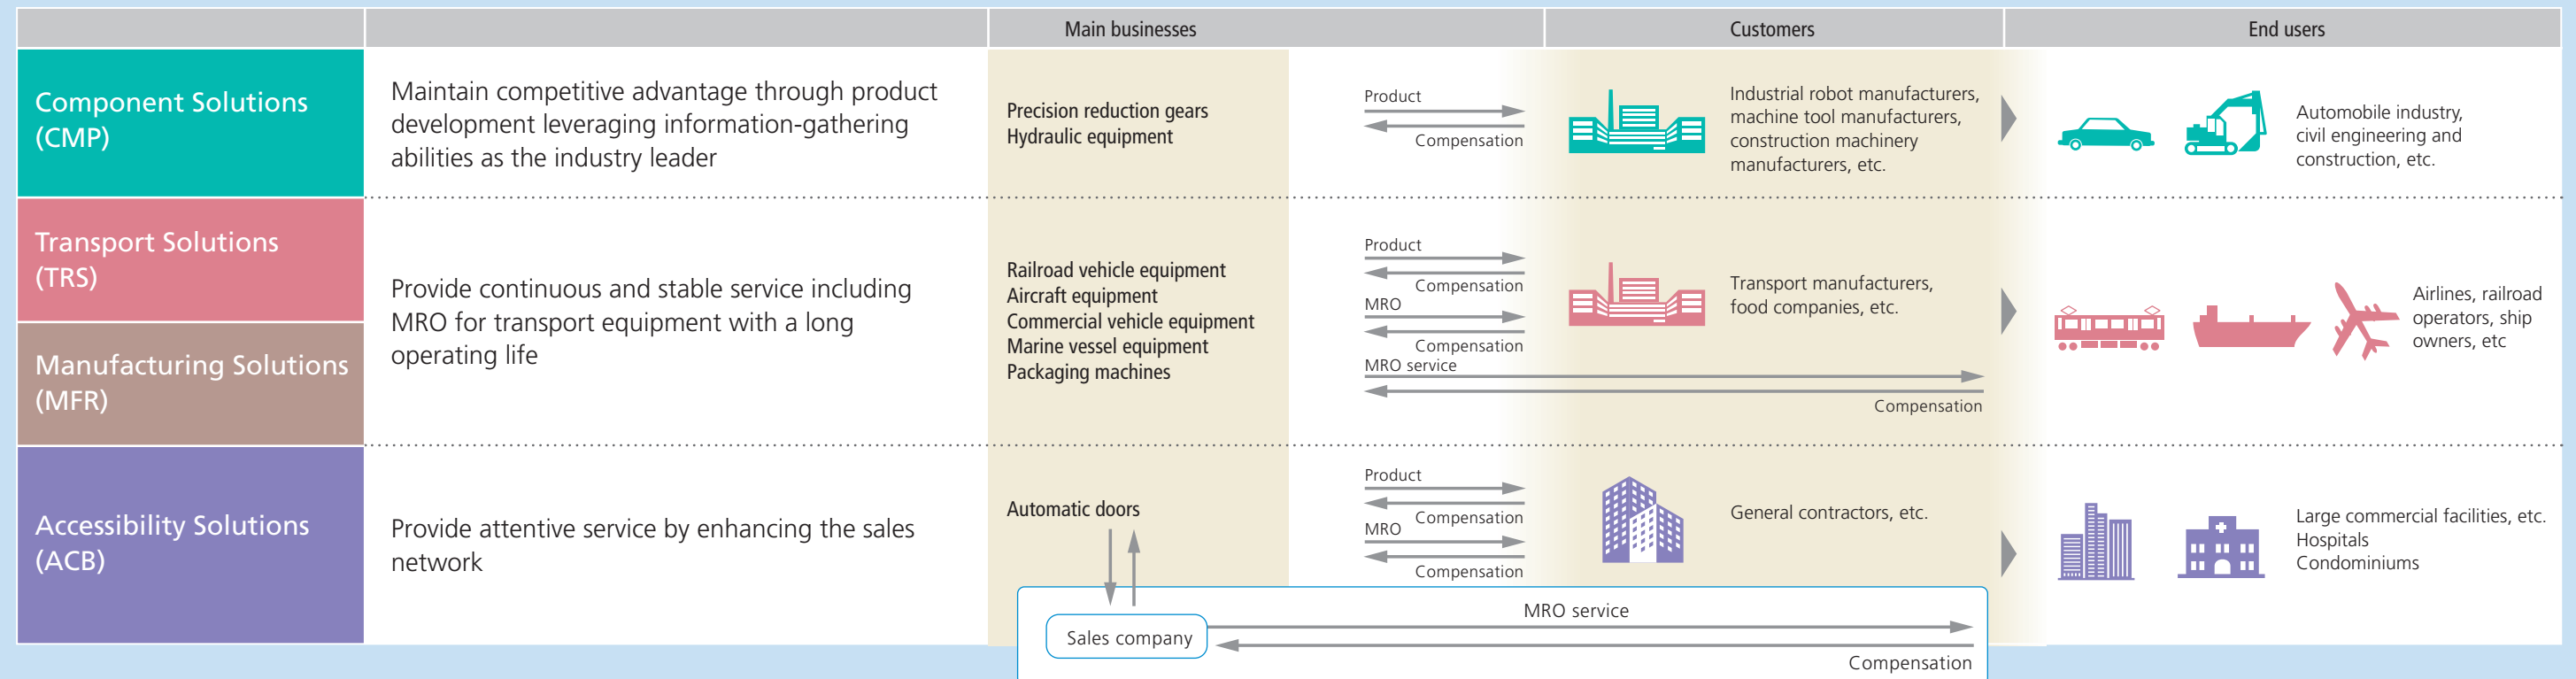 Main businesses
Customers
End users
Component Solutions
(CMP)
Maintain competitive advantage through product
development leveraging information-gathering
abilities as the industry leader
Precision reduction gears
Hydraulic equipment
Product
Compensation
Industrial robot manufacturers,
machine tool manufacturers,
construction machinery
manufacturers, etc.
Automobile industry,
civil engineering and
construction, etc.
Transport Solutions
(TRS)
Manufacturing Solutions
(MFR)
Provide continuous and stable service including
MRO for transport equipment with a long
operating life
Railroad vehicle equipment
Aircraft equipment
Commercial vehicle equipment
Marine vessel equipment
Packaging machines
Product
Compensation
MRO
Compensation
MRO service
Compensation
Transport manufacturers,
food companies, etc.
Airlines, railroad
operators, ship
owners, etc
Accessibility Solutions
(ACB)
Provide attentive service by enhancing the sales
network
Automatic doors
Product
Compensation
MRO
Compensation
General contractors, etc.
Large commercial facilities, etc.
Hospitals
Condominiums
Sales company
MRO service
Compensation